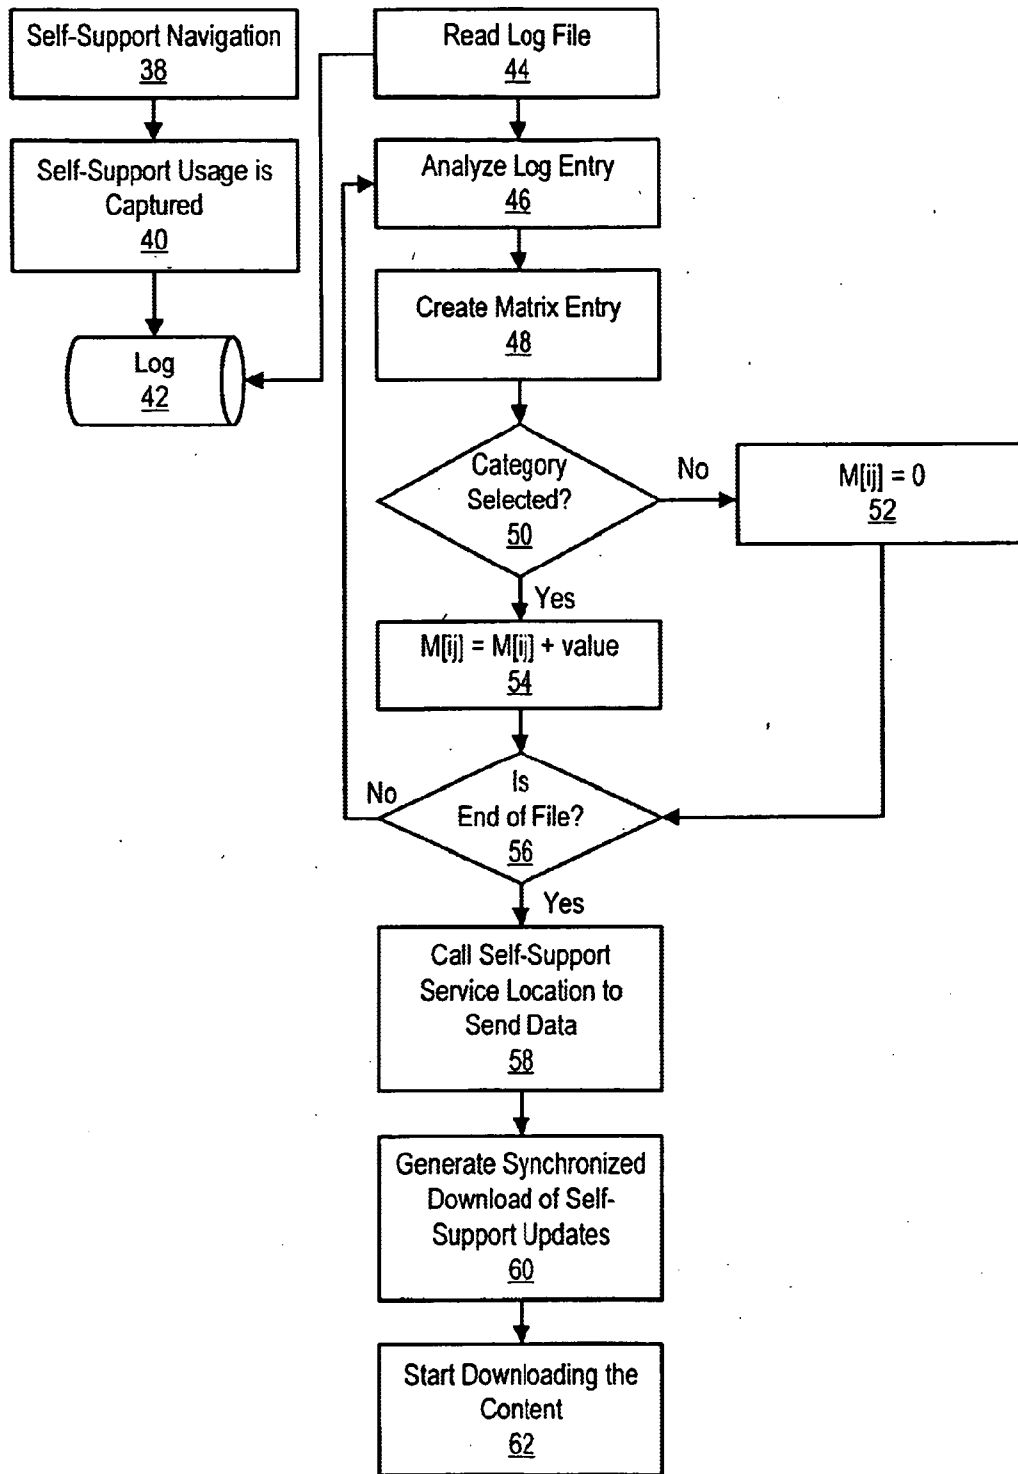 Self-Support Navigation
38
Self-Support Usage is
Captured
40
Log
42
Read Log File
44
Analyze Log Entry
46
Create Matrix Entry
48
Category
Selected?
50
No
M[ij] = 0
52
Yes
M[ij] = M[ij] + value
54
Is
End of File?
56
No
Yes
Call Self-Support
Service Location to
Send Data
58
Generate Synchronized
Download of Self-
Support Updates
60
Start Downloading the
Content
62